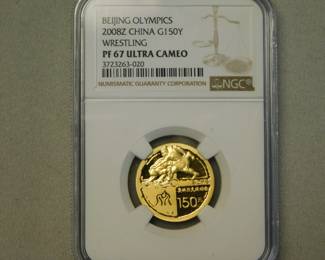 BEIJING OLYMPICS
2008Z CHINA G150Y
WRESTLING
PF 67 ULTRA CAMEO
3723263-020
NUMISMATIC GUARANTY CORPORATION
NGC
150元